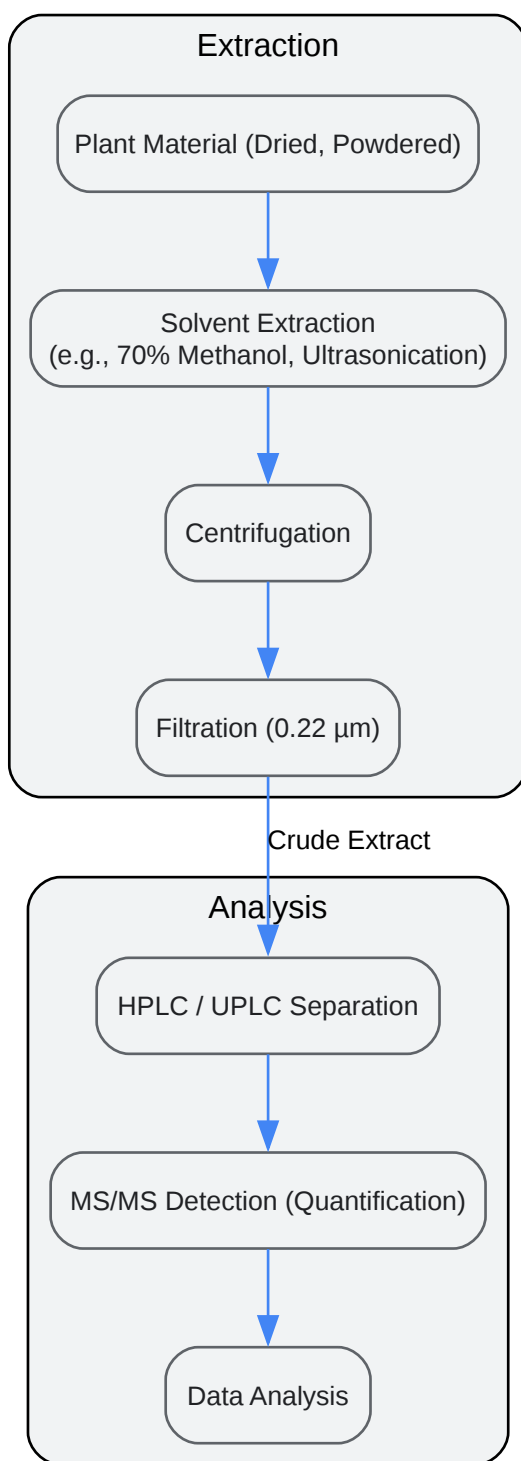 Extraction
Plant Material (Dried, Powdered)
Solvent Extraction
(e.g., 70% Methanol, Ultrasonication)
Centrifugation
Filtration (0.22 µm)
Crude Extract
Analysis
HPLC / UPLC Separation
MS/MS Detection (Quantification)
Data Analysis